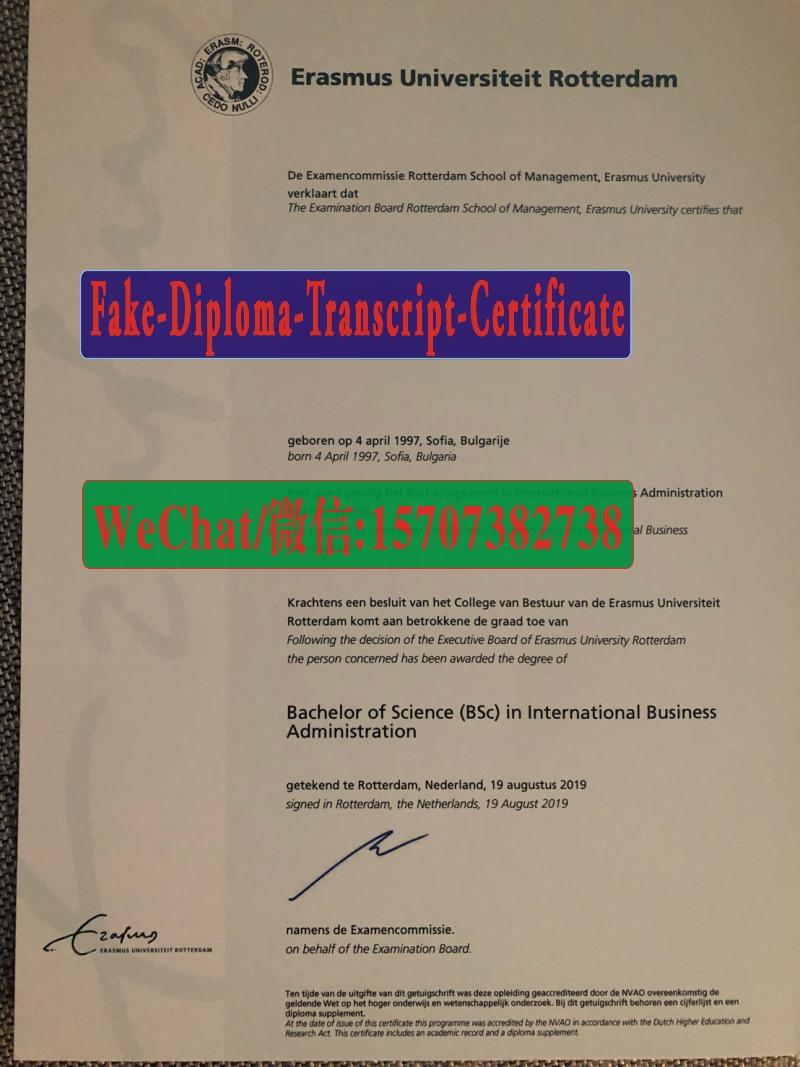 ACAD: ERASM: ROTEROD: CEDO NULLI
Erasmus Universiteit Rotterdam
De Examencommissie Rotterdam School of Management, Erasmus University
verklaart dat
The Examination Board Rotterdam School of Management, Erasmus University certifies that
Fake-Diploma-Transcript-Certificate
geboren op 4 april 1997, Sofia, Bulgarije
born 4 April 1997, Sofia, Bulgaria
met goed gevolg het Bachelorexamen in International Business Administration
WeChat/微信:15707382738
Business
Krachtens een besluit van het College van Bestuur van de Erasmus Universiteit
Rotterdam komt aan betrokkene de graad toe van
Following the decision of the Executive Board of Erasmus University Rotterdam
the person concerned has been awarded the degree of
Bachelor of Science (BSc) in International Business
Administration
getekend te Rotterdam, Nederland, 19 augustus 2019
signed in Rotterdam, the Netherlands, 19 August 2019
namens de Examencommissie.
on behalf of the Examination Board.
Erasmus
ERASMUS UNIVERSITEIT ROTTERDAM
Ten tijde van de uitgifte van dit getuigschrift was deze opleiding geaccrediteerd door de NVAO overeenkomstig de
geldende Wet op het hoger onderwijs en wetenschappelijk onderzoek. Bij dit getuigschrift behoren een cijferlijst en een
diploma supplement.
At the date of issue of this certificate this programme was accredited by the NVAO in accordance with the Dutch Higher Education and
Research Act. This certificate includes an academic record and a diploma supplement.